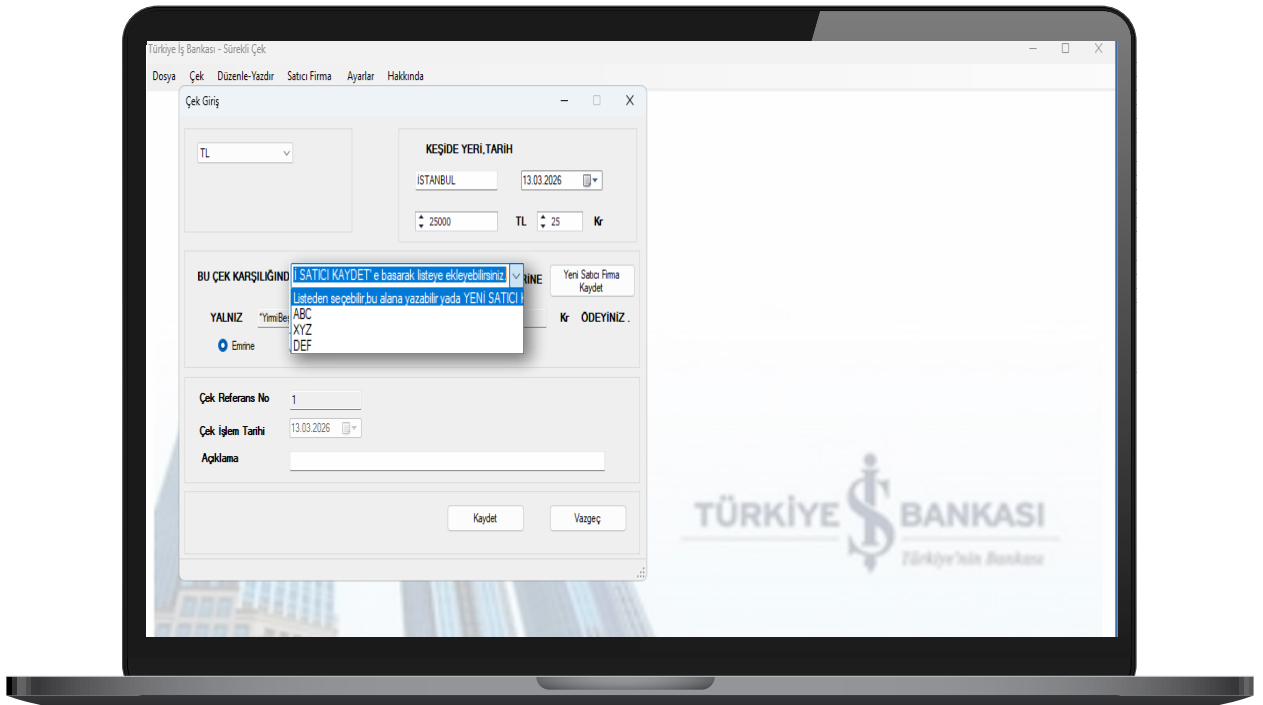 Türkiye İş Bankası - Sürekli Çek
Dosya Çek Düzenle-Yazdır Satıcı Firma Ayarlar Hakkında
Çek Giriş
TL
KEŞİDE YERİ,TARİH
İSTANBUL 13.03.2026
25000 TL 25 Kr
BU ÇEK KARŞILIĞIND İ SATICI KAYDET' e basarak listeye ekleyebilirsiniz. RİNE Yeni Satıcı Firma
Kaydet
Listeden seçebilir,bu alana yazabilir yada YENİ SATICI
YALNIZ "YirmiBeş Kr ÖDEYİNİZ .
ABC
XYZ
Emrine
DEF
Çek Referans No 1
Çek İşlem Tarihi 13.03.2026
Açıklama
Kaydet Vazgeç
TÜRKİYE İŞ BANKASI
Türkiye'nin Bankası